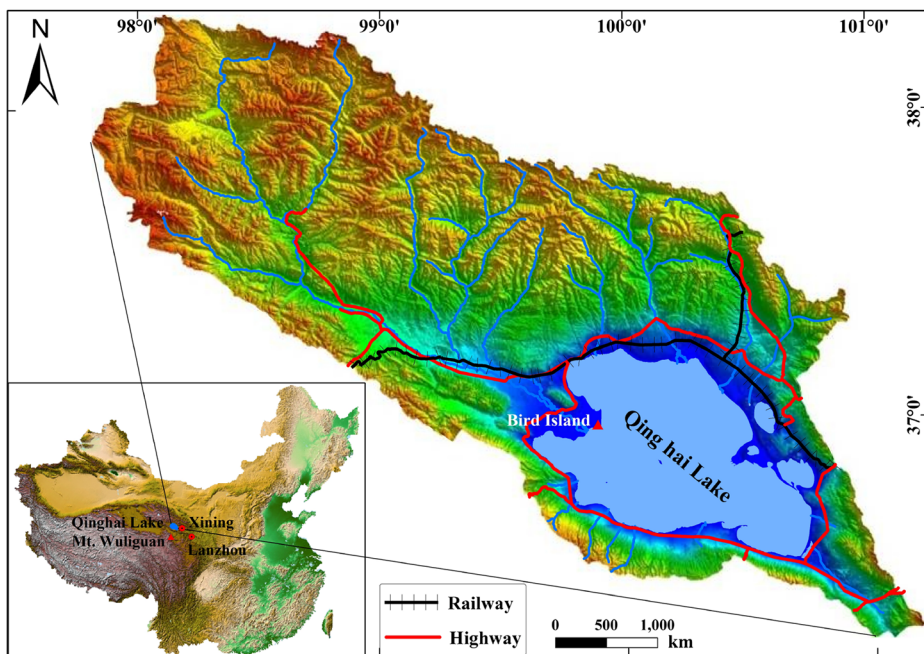 N
98°0'
99°0'
100°0'
101°0'
38°0'
37°0'
Bird Island
Qing hai Lake
Qinghai Lake
Xining
Mt. Wuliguan
Lanzhou
Railway
Highway
0 500 1,000
km